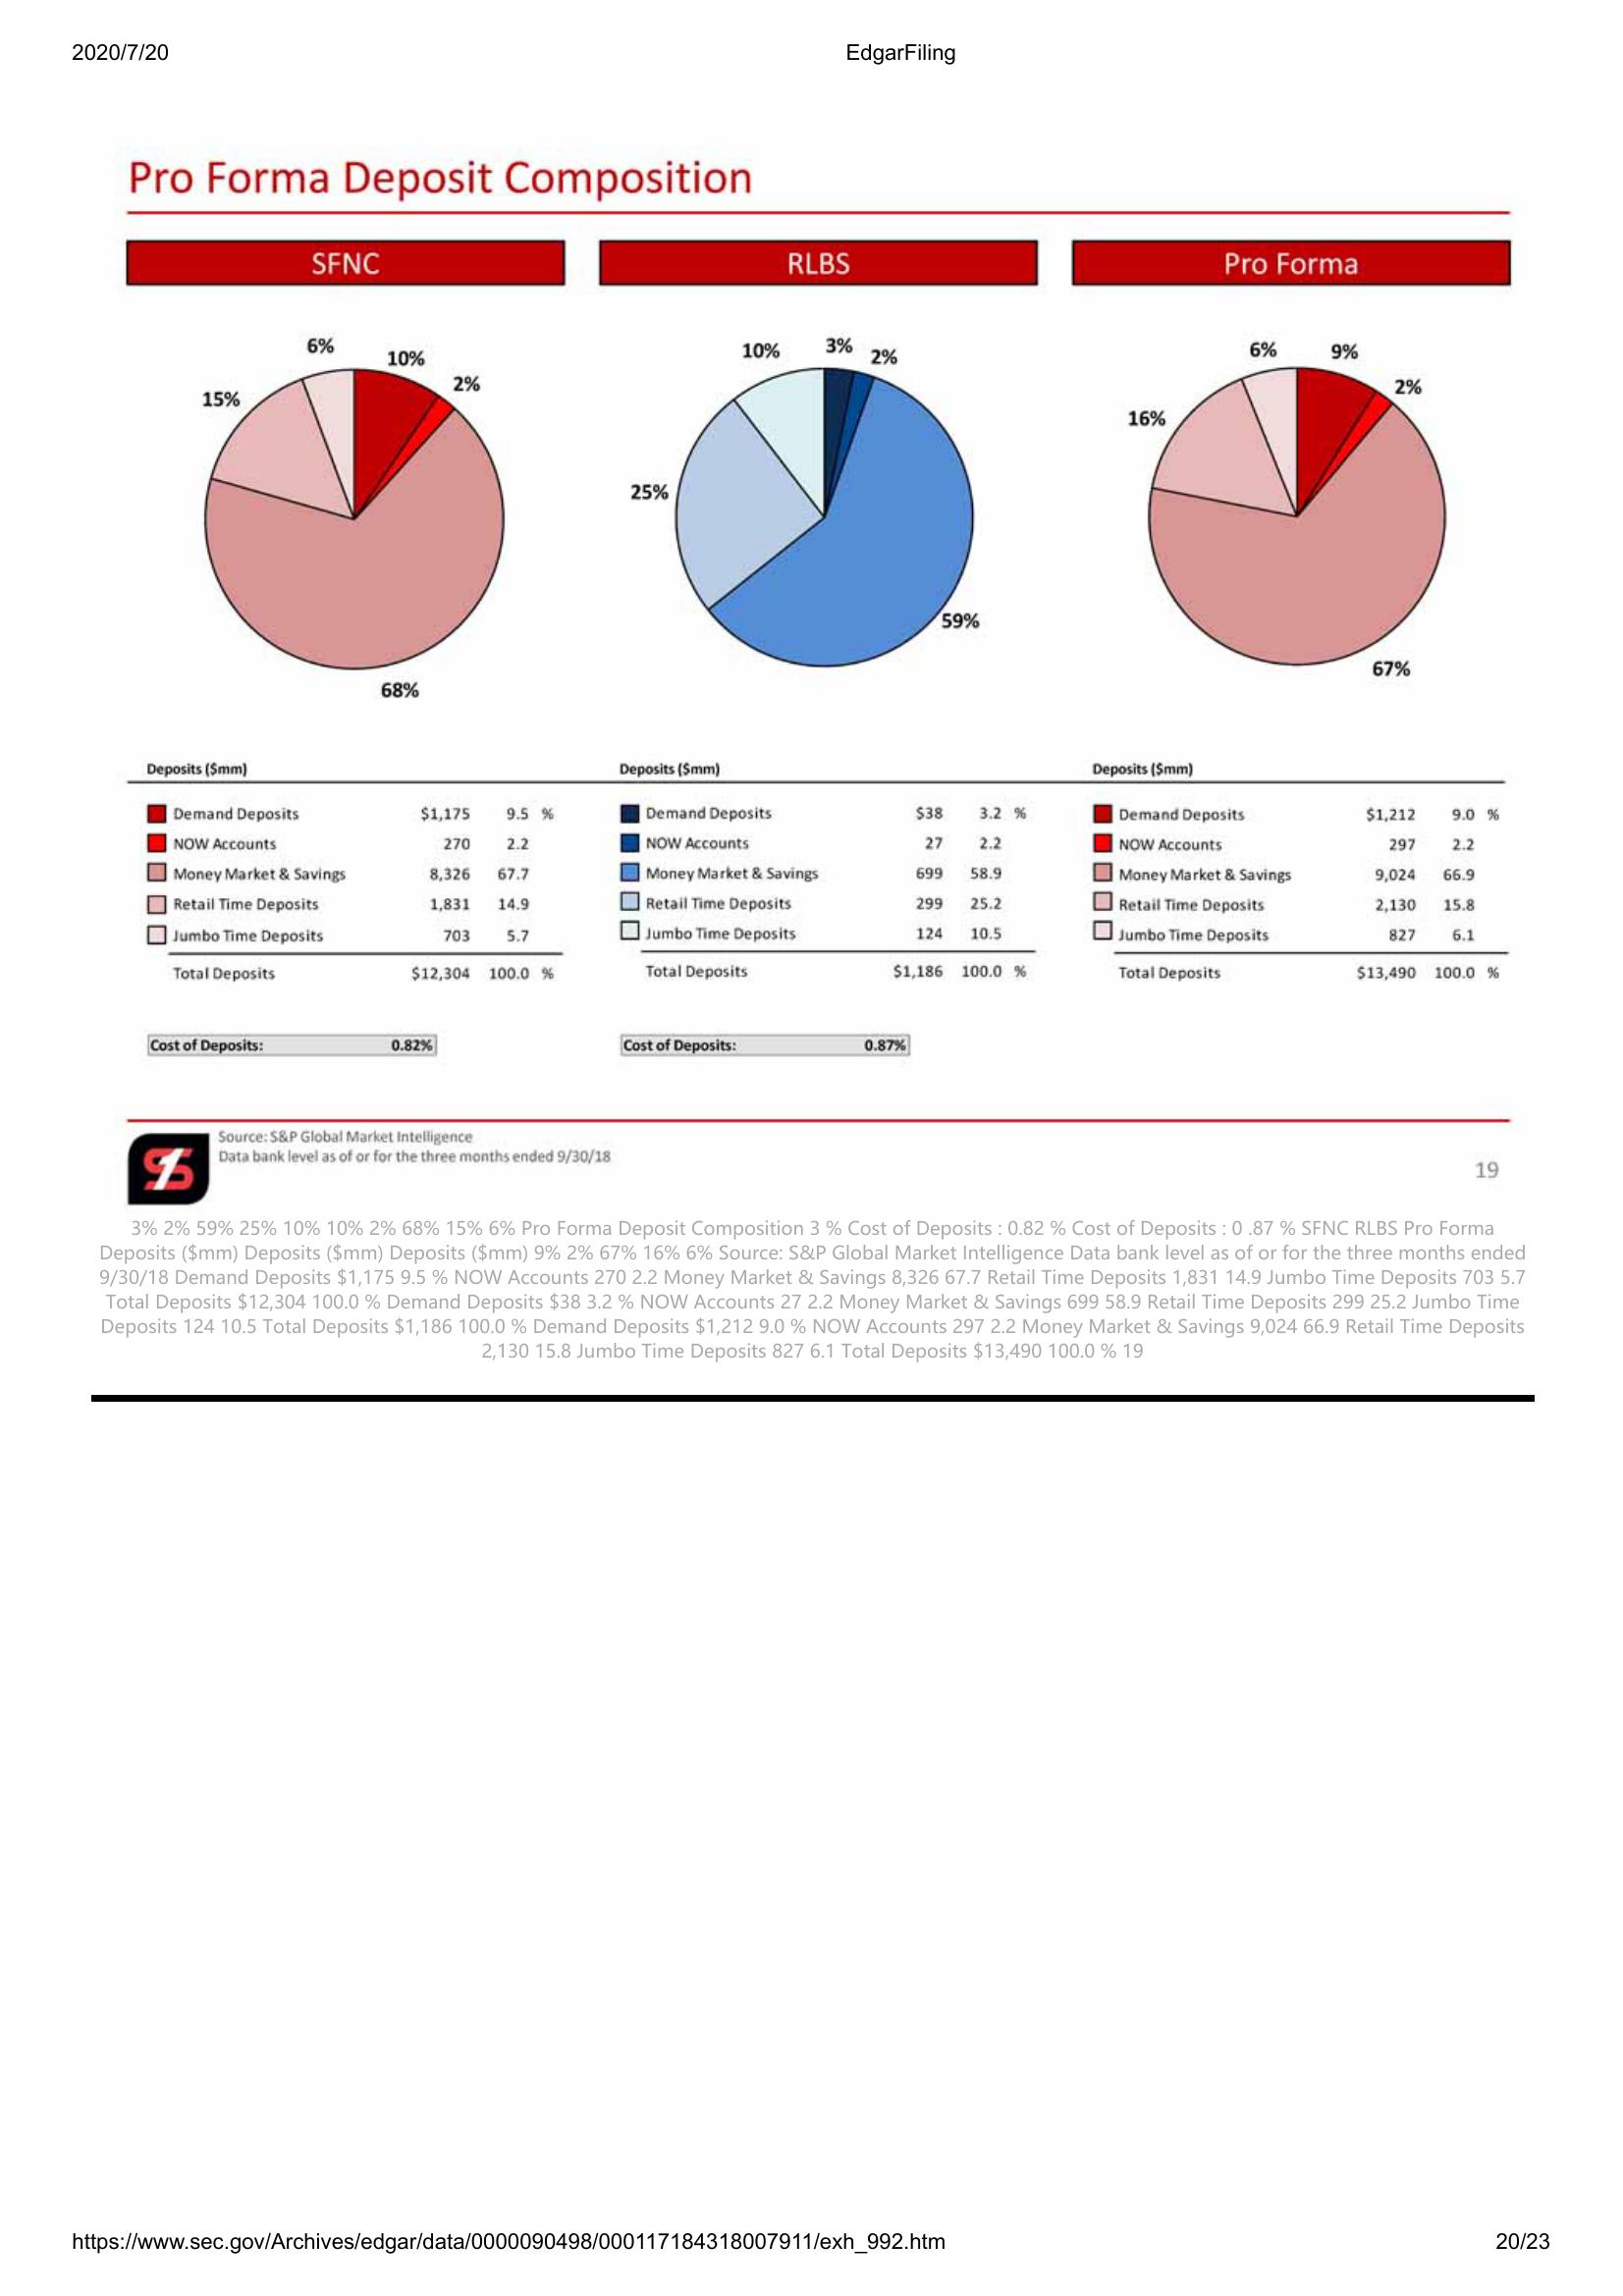 2020/7/20 EdgarFiling
Pro Forma Deposit Composition
SFNC RLBS Pro Forma
6% 10% 2% 15% 68%
10% 3% 2% 25% 59%
6% 9% 2% 16% 67%
Deposits ($mm)
Demand Deposits $1,175 9.5 %
NOW Accounts 270 2.2
Money Market & Savings 8,326 67.7
Retail Time Deposits 1,831 14.9
Jumbo Time Deposits 703 5.7
Total Deposits $12,304 100.0 %
Cost of Deposits: 0.82%
Deposits ($mm)
Demand Deposits $38 3.2 %
NOW Accounts 27 2.2
Money Market & Savings 699 58.9
Retail Time Deposits 299 25.2
Jumbo Time Deposits 124 10.5
Total Deposits $1,186 100.0 %
Cost of Deposits: 0.87%
Deposits ($mm)
Demand Deposits $1,212 9.0 %
NOW Accounts 297 2.2
Money Market & Savings 9,024 66.9
Retail Time Deposits 2,130 15.8
Jumbo Time Deposits 827 6.1
Total Deposits $13,490 100.0 %
Source: S&P Global Market Intelligence
Data bank level as of or for the three months ended 9/30/18
19
3% 2% 59% 25% 10% 10% 2% 68% 15% 6% Pro Forma Deposit Composition 3 % Cost of Deposits : 0.82 % Cost of Deposits : 0 .87 % SFNC RLBS Pro Forma
Deposits ($mm) Deposits ($mm) Deposits ($mm) 9% 2% 67% 16% 6% Source: S&P Global Market Intelligence Data bank level as of or for the three months ended
9/30/18 Demand Deposits $1,175 9.5 % NOW Accounts 270 2.2 Money Market & Savings 8,326 67.7 Retail Time Deposits 1,831 14.9 Jumbo Time Deposits 703 5.7
Total Deposits $12,304 100.0 % Demand Deposits $38 3.2 % NOW Accounts 27 2.2 Money Market & Savings 699 58.9 Retail Time Deposits 299 25.2 Jumbo Time
Deposits 124 10.5 Total Deposits $1,186 100.0 % Demand Deposits $1,212 9.0 % NOW Accounts 297 2.2 Money Market & Savings 9,024 66.9 Retail Time Deposits
2,130 15.8 Jumbo Time Deposits 827 6.1 Total Deposits $13,490 100.0 % 19
https://www.sec.gov/Archives/edgar/data/0000090498/000117184318007911/exh_992.htm 20/23